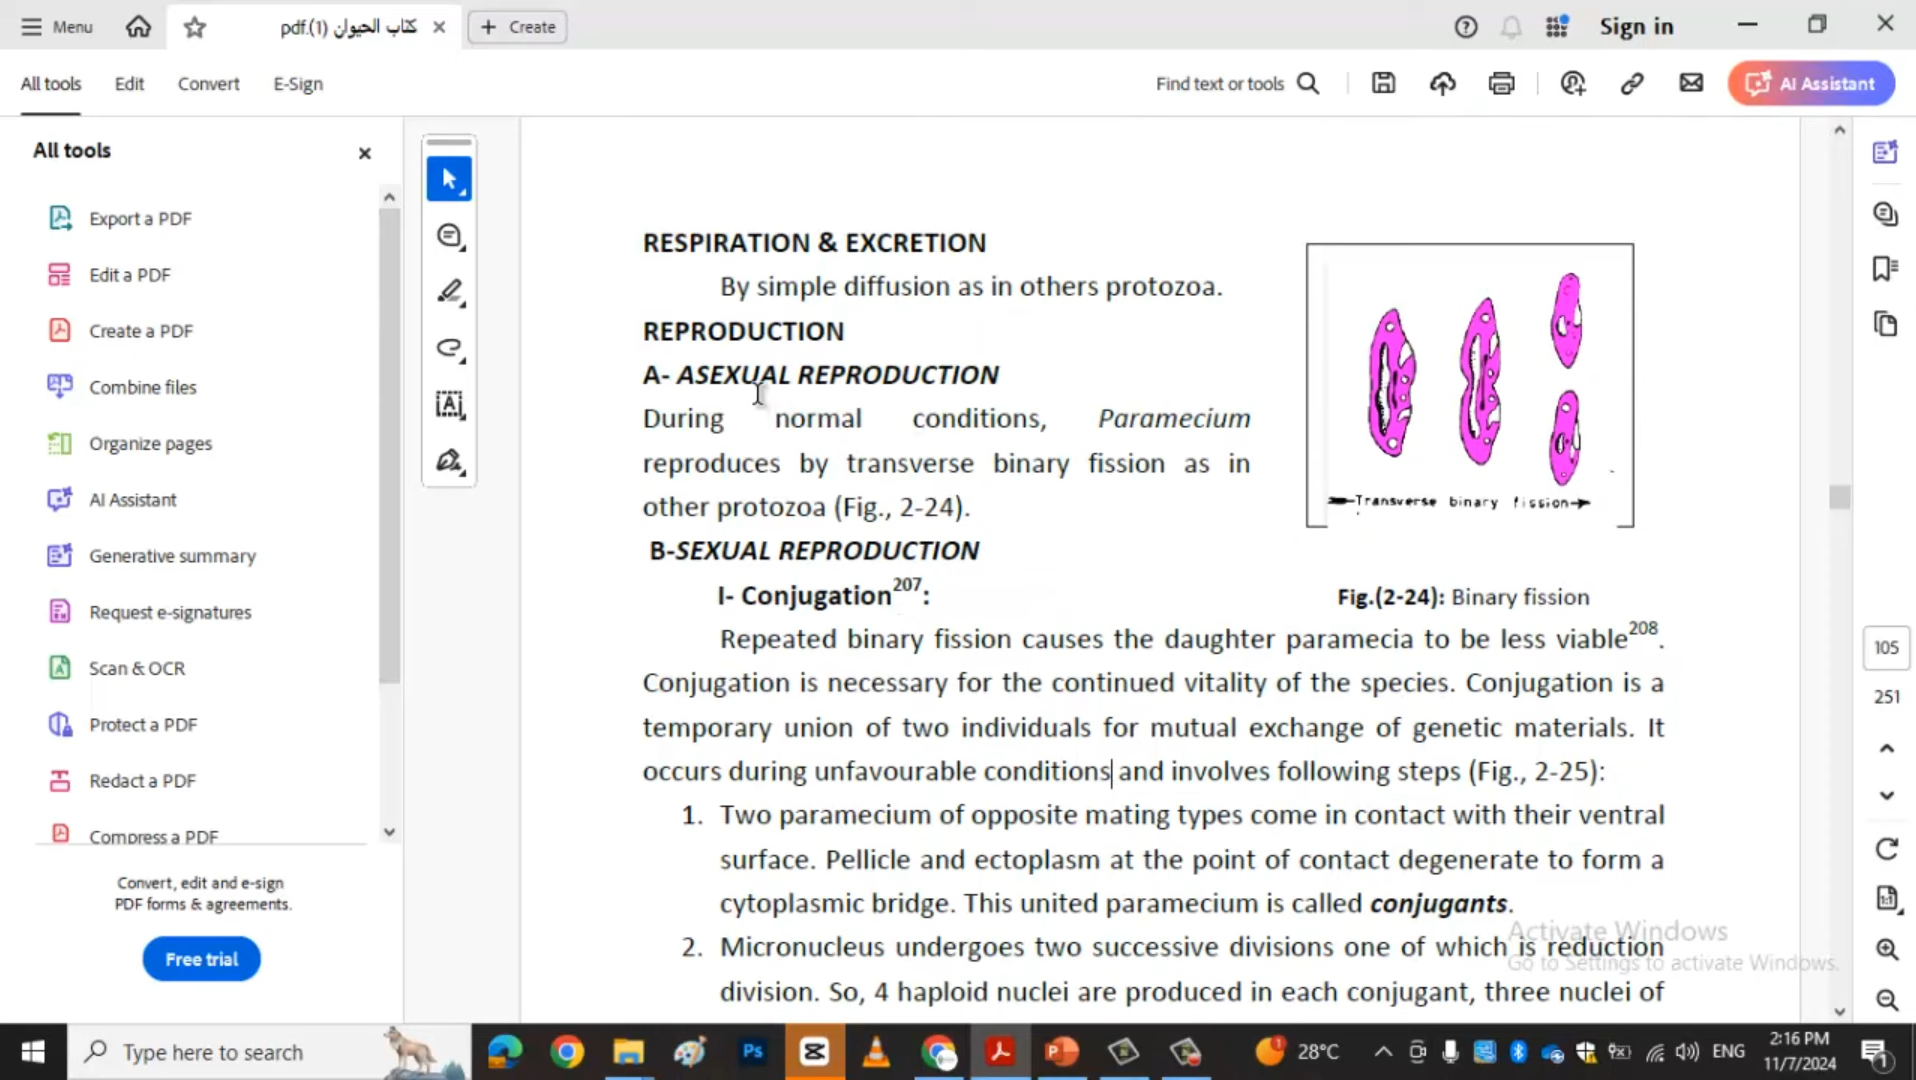 Menu
كتاب الحيوان (1).pdf
Create
Sign in
All tools
Edit
Convert
E-Sign
Find text or tools
AI Assistant
All tools
Export a PDF
Edit a PDF
Create a PDF
Combine files
Organize pages
AI Assistant
Generative summary
Request e-signatures
Scan & OCR
Protect a PDF
Redact a PDF
Compress a PDF
Convert, edit and e-sign
PDF forms & agreements.
Free trial
RESPIRATION & EXCRETION
By simple diffusion as in others protozoa.
REPRODUCTION
A- ASEXUAL REPRODUCTION
During normal conditions, Paramecium
reproduces by transverse binary fission as in
other protozoa (Fig., 2-24).
Transverse binary fission
B-SEXUAL REPRODUCTION
I- Conjugation207:
Fig.(2-24): Binary fission
Repeated binary fission causes the daughter paramecia to be less viable208.
Conjugation is necessary for the continued vitality of the species. Conjugation is a
temporary union of two individuals for mutual exchange of genetic materials. It
occurs during unfavourable conditions and involves following steps (Fig., 2-25):
1. Two paramecium of opposite mating types come in contact with their ventral
surface. Pellicle and ectoplasm at the point of contact degenerate to form a
cytoplasmic bridge. This united paramecium is called conjugants.
2. Micronucleus undergoes two successive divisions one of which is reduction
division. So, 4 haploid nuclei are produced in each conjugant, three nuclei of
105
251
Activate Windows
Go to Settings to activate Windows.
Type here to search
Ps
28°C
ENG
2:16 PM
11/7/2024
1